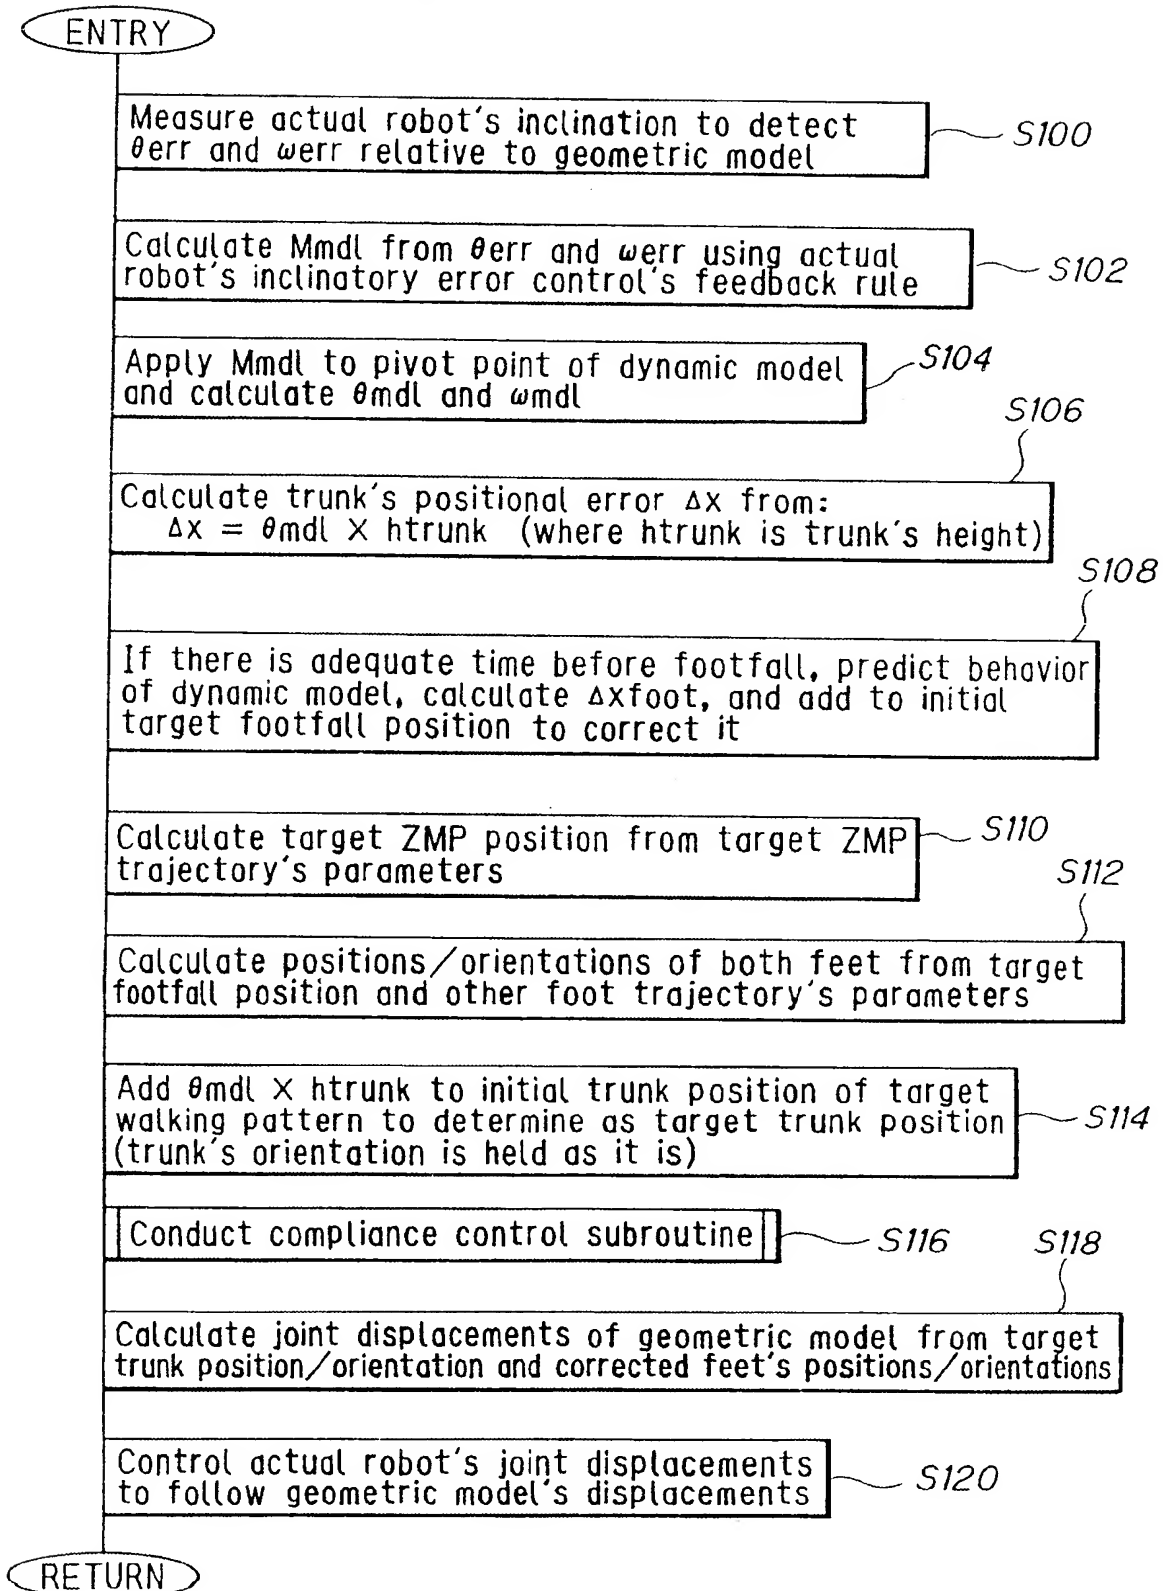 ENTRY
Measure actual robot's inclination to detect
θerr and ωerr relative to geometric model
S100
Calculate Mmdl from θerr and ωerr using actual
robot's inclinatory error control's feedback rule
S102
Apply Mmdl to pivot point of dynamic model
and calculate θmdl and ωmdl
S104
S106
Calculate trunk's positional error Δx from:
Δx = θmdl X htrunk (where htrunk is trunk's height)
S108
If there is adequate time before footfall, predict behavior
of dynamic model, calculate Δxfoot, and add to initial
target footfall position to correct it
Calculate target ZMP position from target ZMP
trajectory's parameters
S110
S112
Calculate positions/orientations of both feet from target
footfall position and other foot trajectory's parameters
Add θmdl X htrunk to initial trunk position of target
walking pattern to determine as target trunk position
(trunk's orientation is held as it is)
S114
Conduct compliance control subroutine
S116
S118
Calculate joint displacements of geometric model from target
trunk position/orientation and corrected feet's positions/orientations
Control actual robot's joint displacements
to follow geometric model's displacements
S120
RETURN